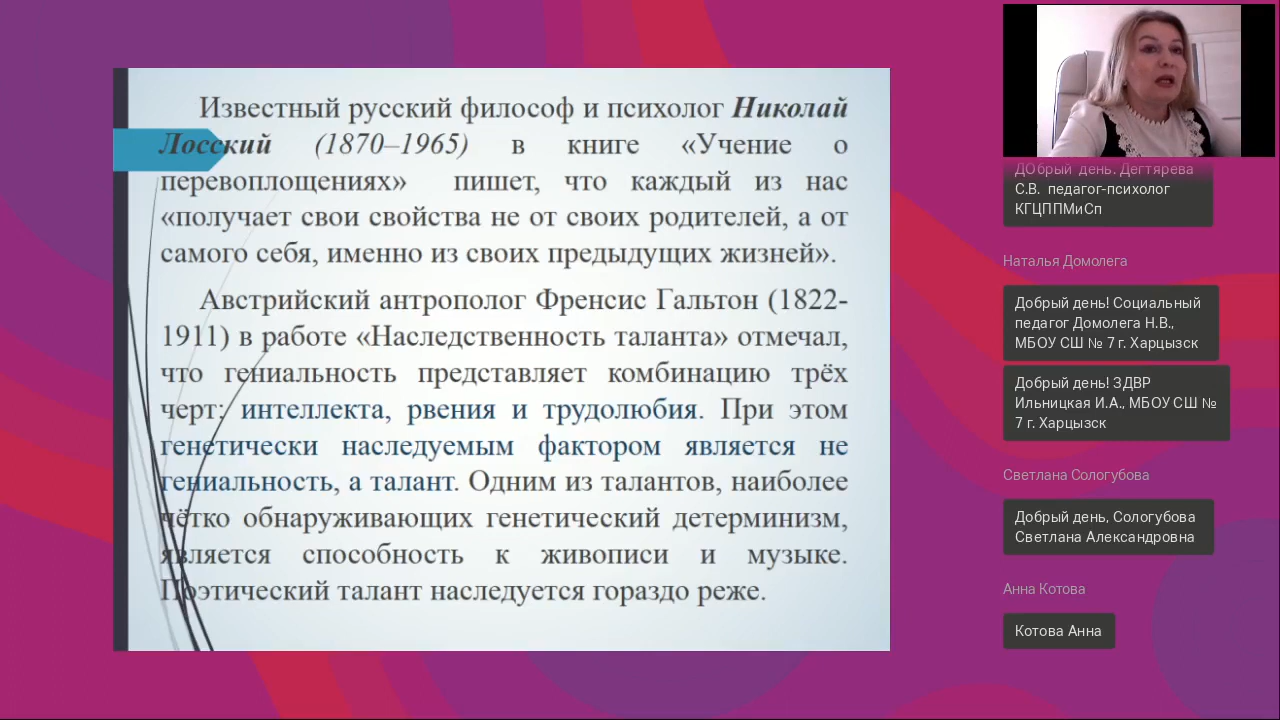 Известный русский философ и психолог Николай
Лосский (1870–1965) в книге «Учение о
перевоплощениях» пишет, что каждый из нас
«получает свои свойства не от своих родителей, а от
самого себя, именно из своих предыдущих жизней».
Австрийский антрополог Френсис Гальтон (1822-
1911) в работе «Наследственность таланта» отмечал,
что гениальность представляет комбинацию трёх
черт: интеллекта, рвения и трудолюбия. При этом
генетически наследуемым фактором является не
гениальность, а талант. Одним из талантов, наиболее
чётко обнаруживающих генетический детерминизм,
является способность к живописи и музыке.
Поэтический талант наследуется гораздо реже.
ДОбрый день. Дегтярева
С.В. педагог-психолог
КГЦППМиСп
Наталья Домолега
Добрый день! Социальный
педагог Домолега Н.В.,
МБОУ СШ № 7 г. Харцызск
Добрый день! ЗДВР
Ильницкая И.А., МБОУ СШ №
7 г. Харцызск
Светлана Сологубова
Добрый день, Сологубова
Светлана Александровна
Анна Котова
Котова Анна